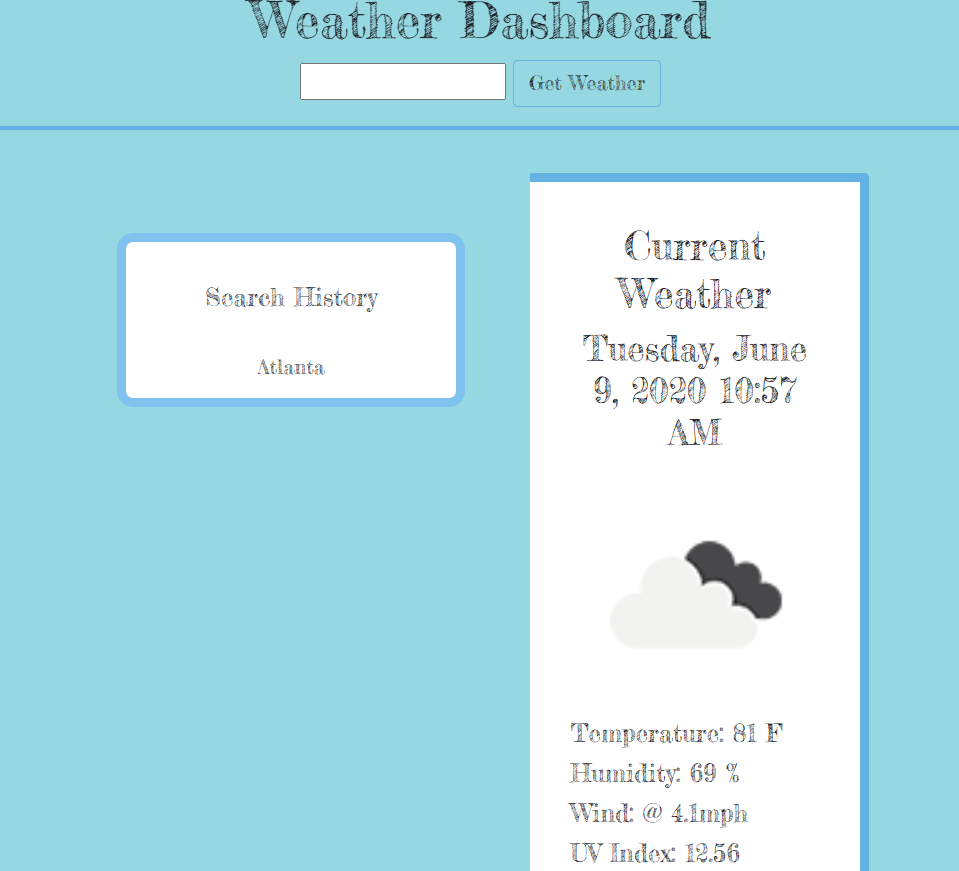 Weather Dashboard
Get Weather
Search History
Atlanta
Current
Weather
Tuesday, June
9, 2020 10:57
AM
Temperature: 81 F
Humidity: 69 %
Wind: @ 4.1mph
UV Index: 12.56